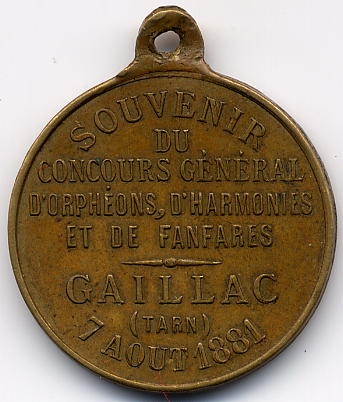 SOUVENIR
DU
CONCOURS GÉNÉRAL
D'ORPHÉONS, D'HARMONIES
ET DE FANFARES
GAILLAC
(TARN)
7 AOUT 1881